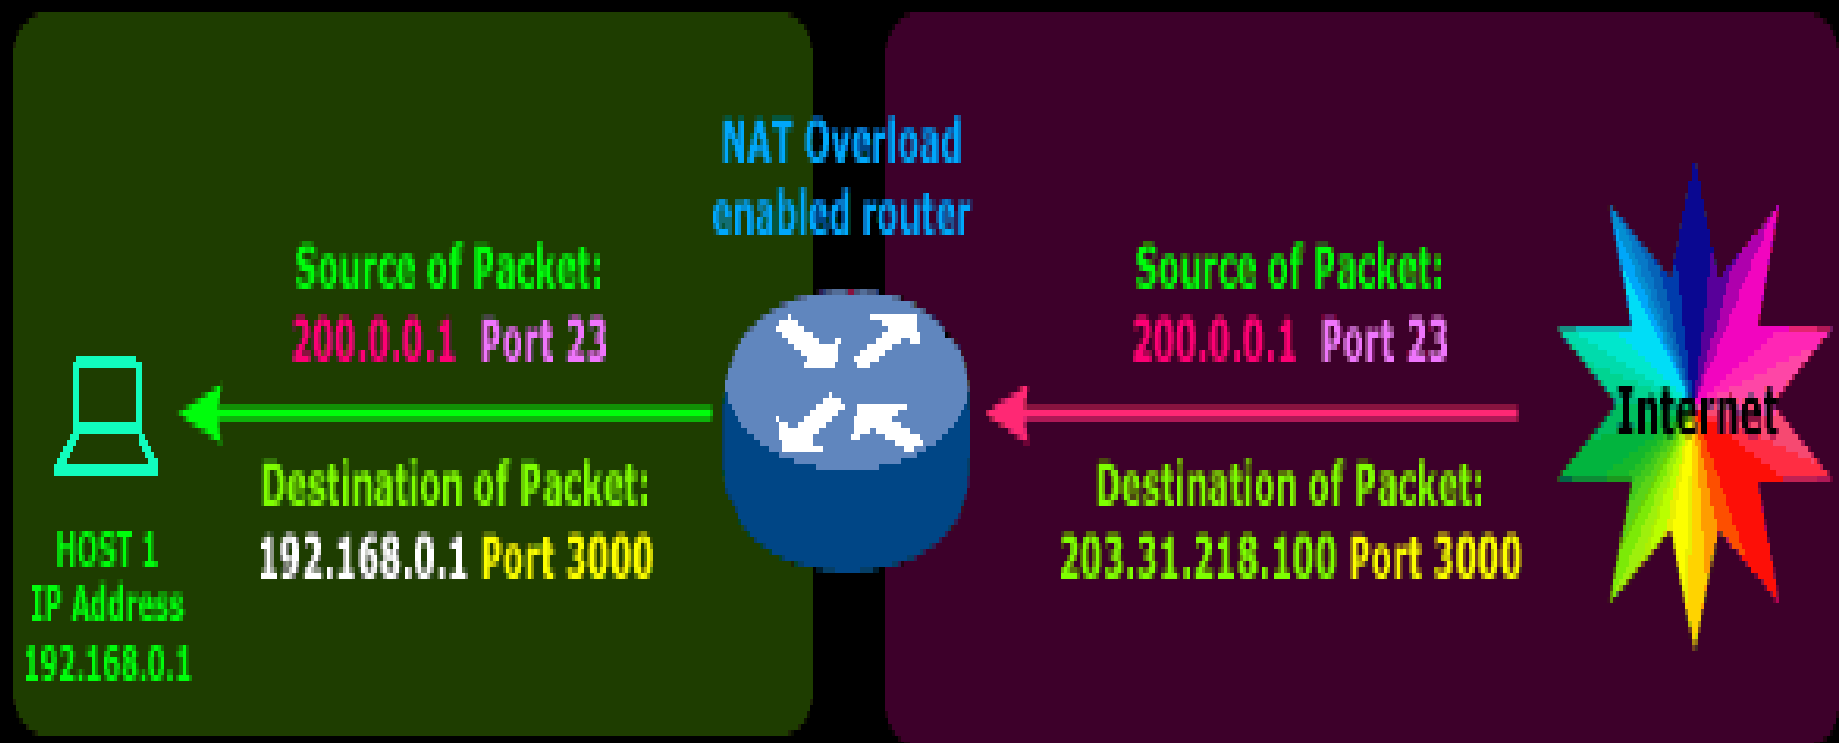 NAT Overload
enabled router
Source of Packet:
200.0.0.1 Port 23
Destination of Packet:
192.168.0.1 Port 3000
HOST 1
IP Address
192.168.0.1
Source of Packet:
200.0.0.1 Port 23
Destination of Packet:
203.31.218.100 Port 3000
Internet